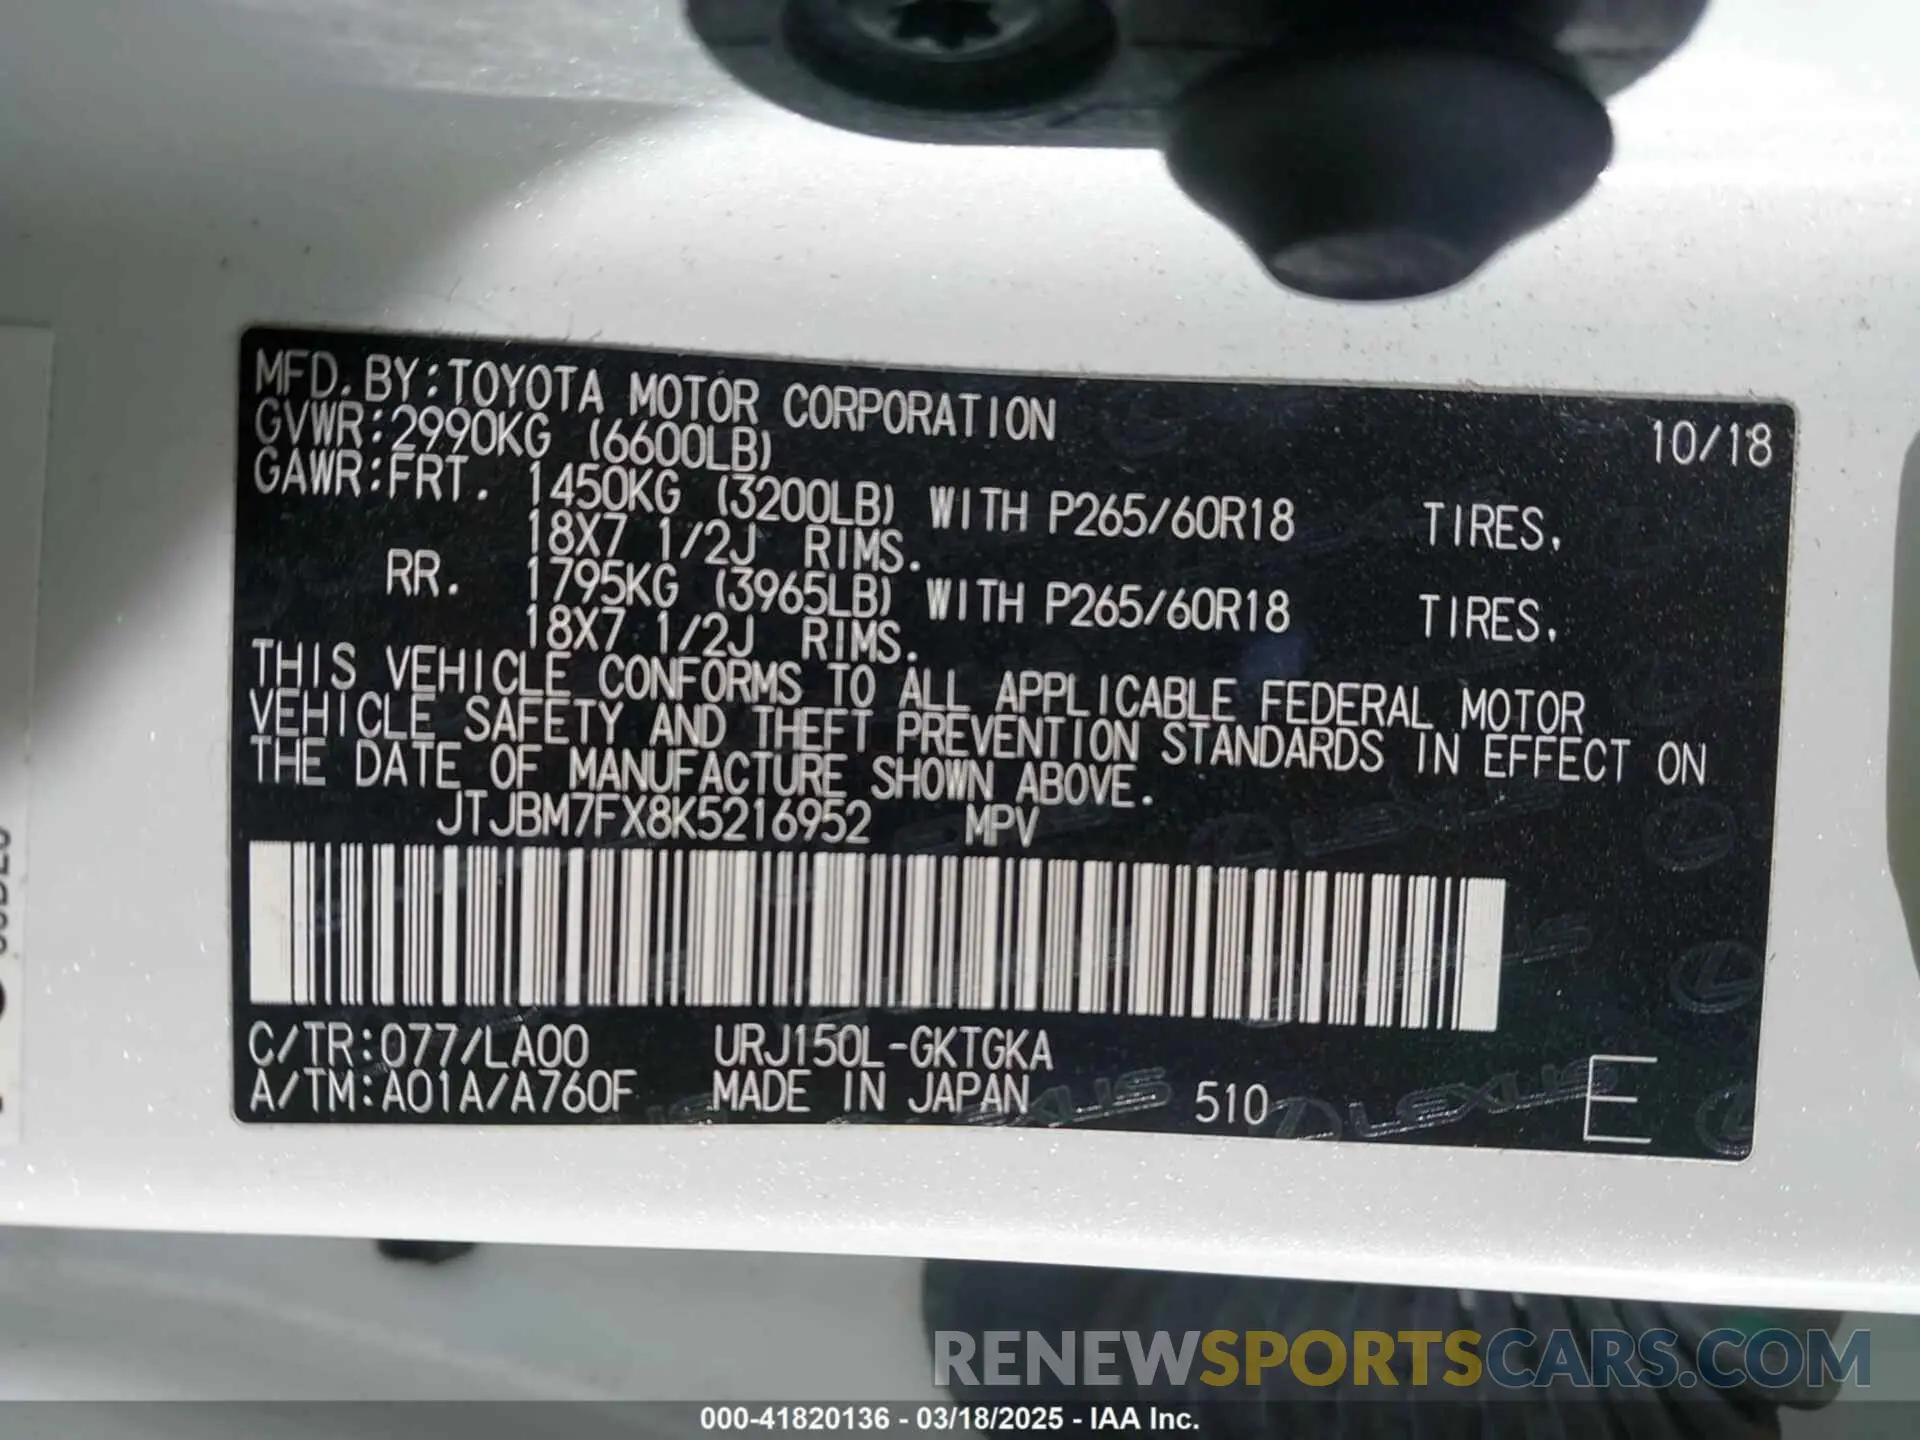 MFD. BY: TOYOTA MOTOR CORPORATION 10/18
GVWR: 2990KG (6600LB)
GAWR: FRT. 1450KG (3200LB) WITH P265/60R18 TIRES,
18X7 1/2J RIMS.
RR. 1795KG (3965LB) WITH P265/60R18 TIRES,
18X7 1/2J RIMS.
THIS VEHICLE CONFORMS TO ALL APPLICABLE FEDERAL MOTOR
VEHICLE SAFETY AND THEFT PREVENTION STANDARDS IN EFFECT ON
THE DATE OF MANUFACTURE SHOWN ABOVE.
JTJBM7FX8K5216952 MPV
C/TR: 077/LA00 URJ150L-GKTGKA
A/TM: A01A/A760F MADE IN JAPAN 510 E
LEXUS
RENEWSPORTSCARS.COM
000-41820136 - 03/18/2025 - IAA Inc.